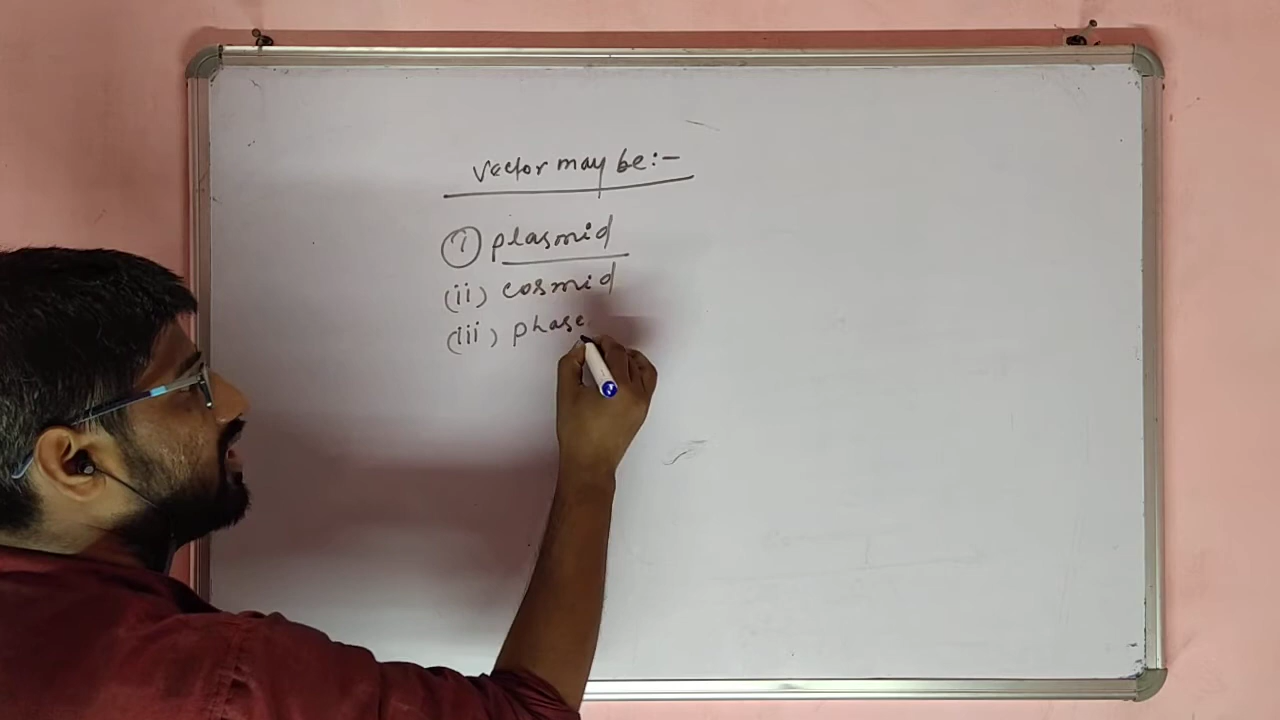 vector may be:-
(i) plasmid
(ii) cosmid
(iii) phase